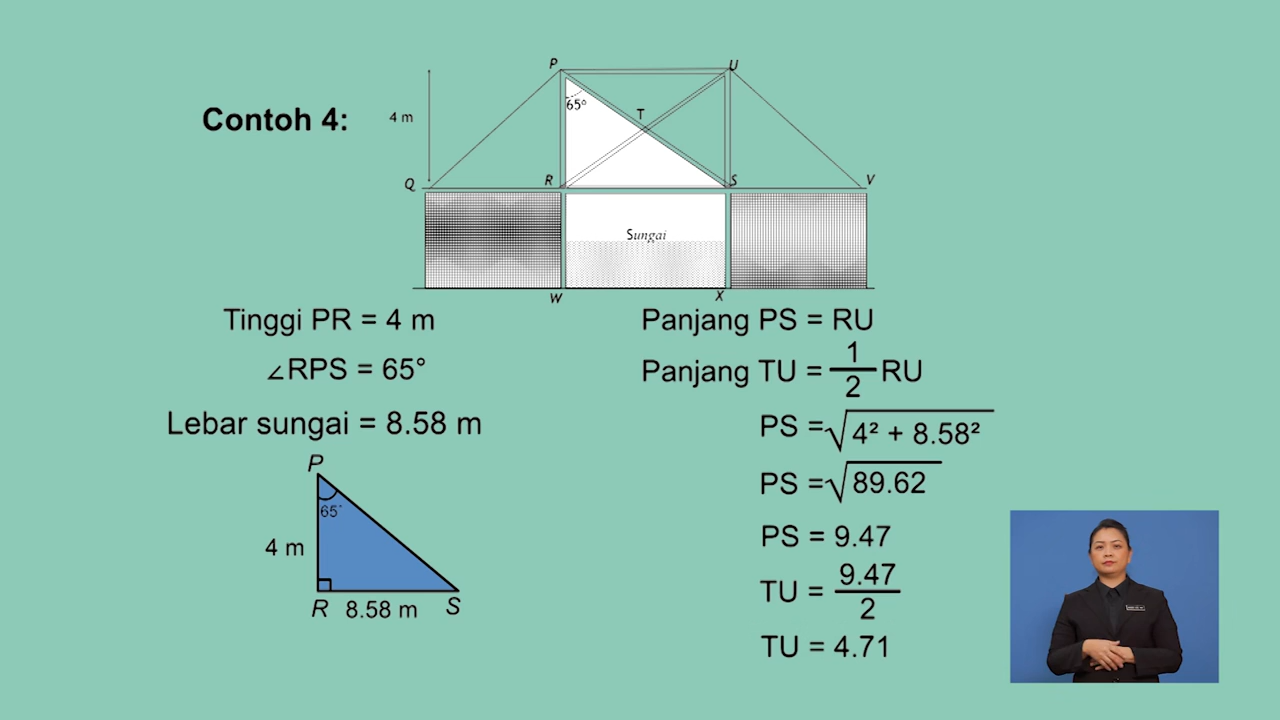 Contoh 4:
4 m
P
U
65°
T
Q
R
S
V
Sungai
W
X
Tinggi PR = 4 m
∠RPS = 65°
Lebar sungai = 8.58 m
P
65°
4 m
R
8.58 m
S
Panjang PS = RU
Panjang TU = 1/2 RU
PS = √4² + 8.58²
PS = √89.62
PS = 9.47
TU = 9.47/2
TU = 4.71